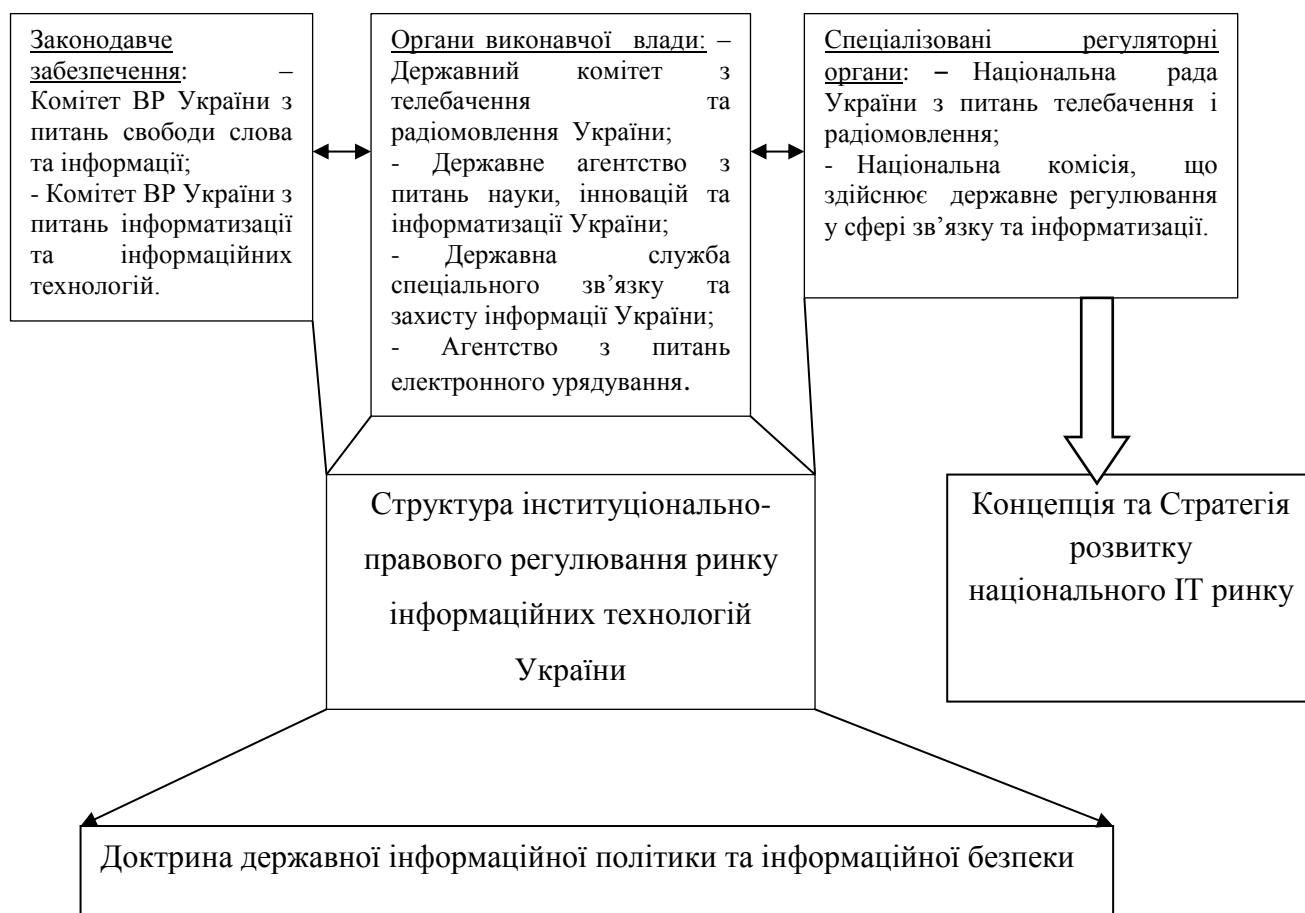 Законодавче
забезпечення: –
Комітет ВР України з
питань свободи слова
та інформації;
- Комітет ВР України з
питань інформатизації
та інформаційних
технологій.
Органи виконавчої влади: –
Державний комітет з
телебачення та
радіомовлення України;
- Державне агентство з
питань науки, інновацій та
інформатизації України;
- Державна служба
спеціального зв’язку та
захисту інформації України;
- Агентство з питань
електронного урядування.
Спеціалізовані регуляторні
органи: – Національна рада
України з питань телебачення і
радіомовлення;
- Національна комісія, що
здійснює державне регулювання
у сфері зв’язку та інформатизації.
Структура інституціонально-
правового регулювання ринку
інформаційних технологій
України
Концепція та Стратегія
розвитку
національного ІТ ринку
Доктрина державної інформаційної політики та інформаційної безпеки